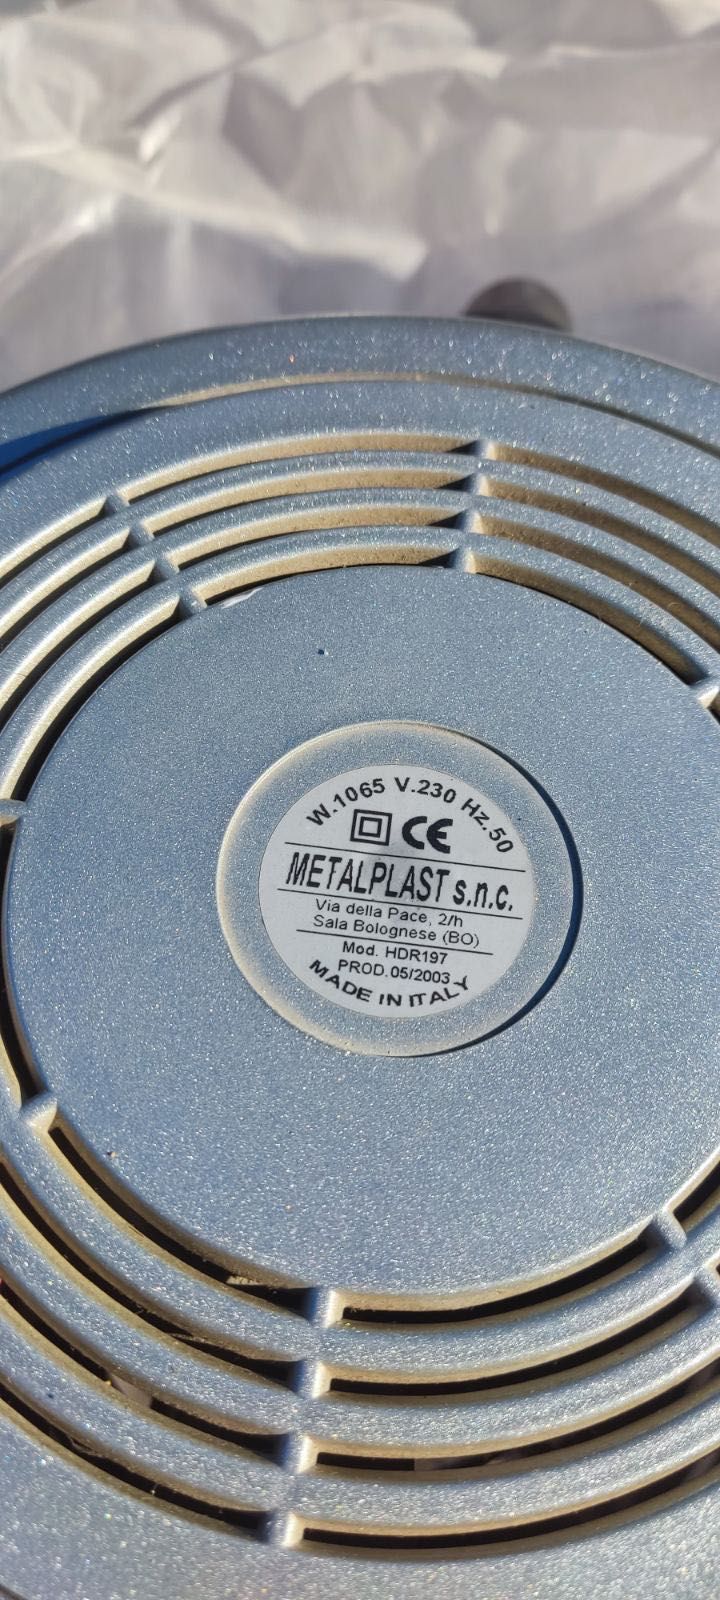 W.1065 V.230 Hz.50
CE
METALPLAST s.n.c.
Via della Pace, 2/h
Sala Bolognese (BO)
Mod. HDR197
PROD.05/2003
MADE IN ITALY